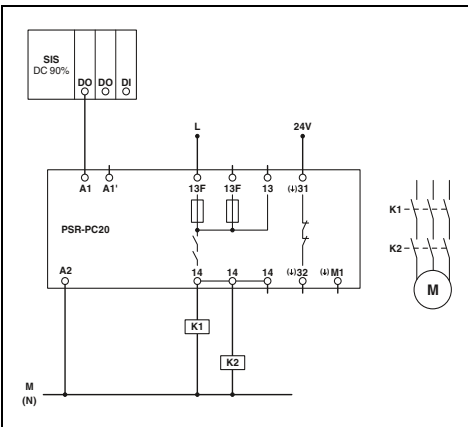 SIS
DC 90%
DO DO DI
L 24V
A1 A1' 13F 13F 13 (↓)31
K1
PSR-PC20
K2
A2 14 14 14 (↓)32 (↓)M1
M
K1
K2
M
(N)